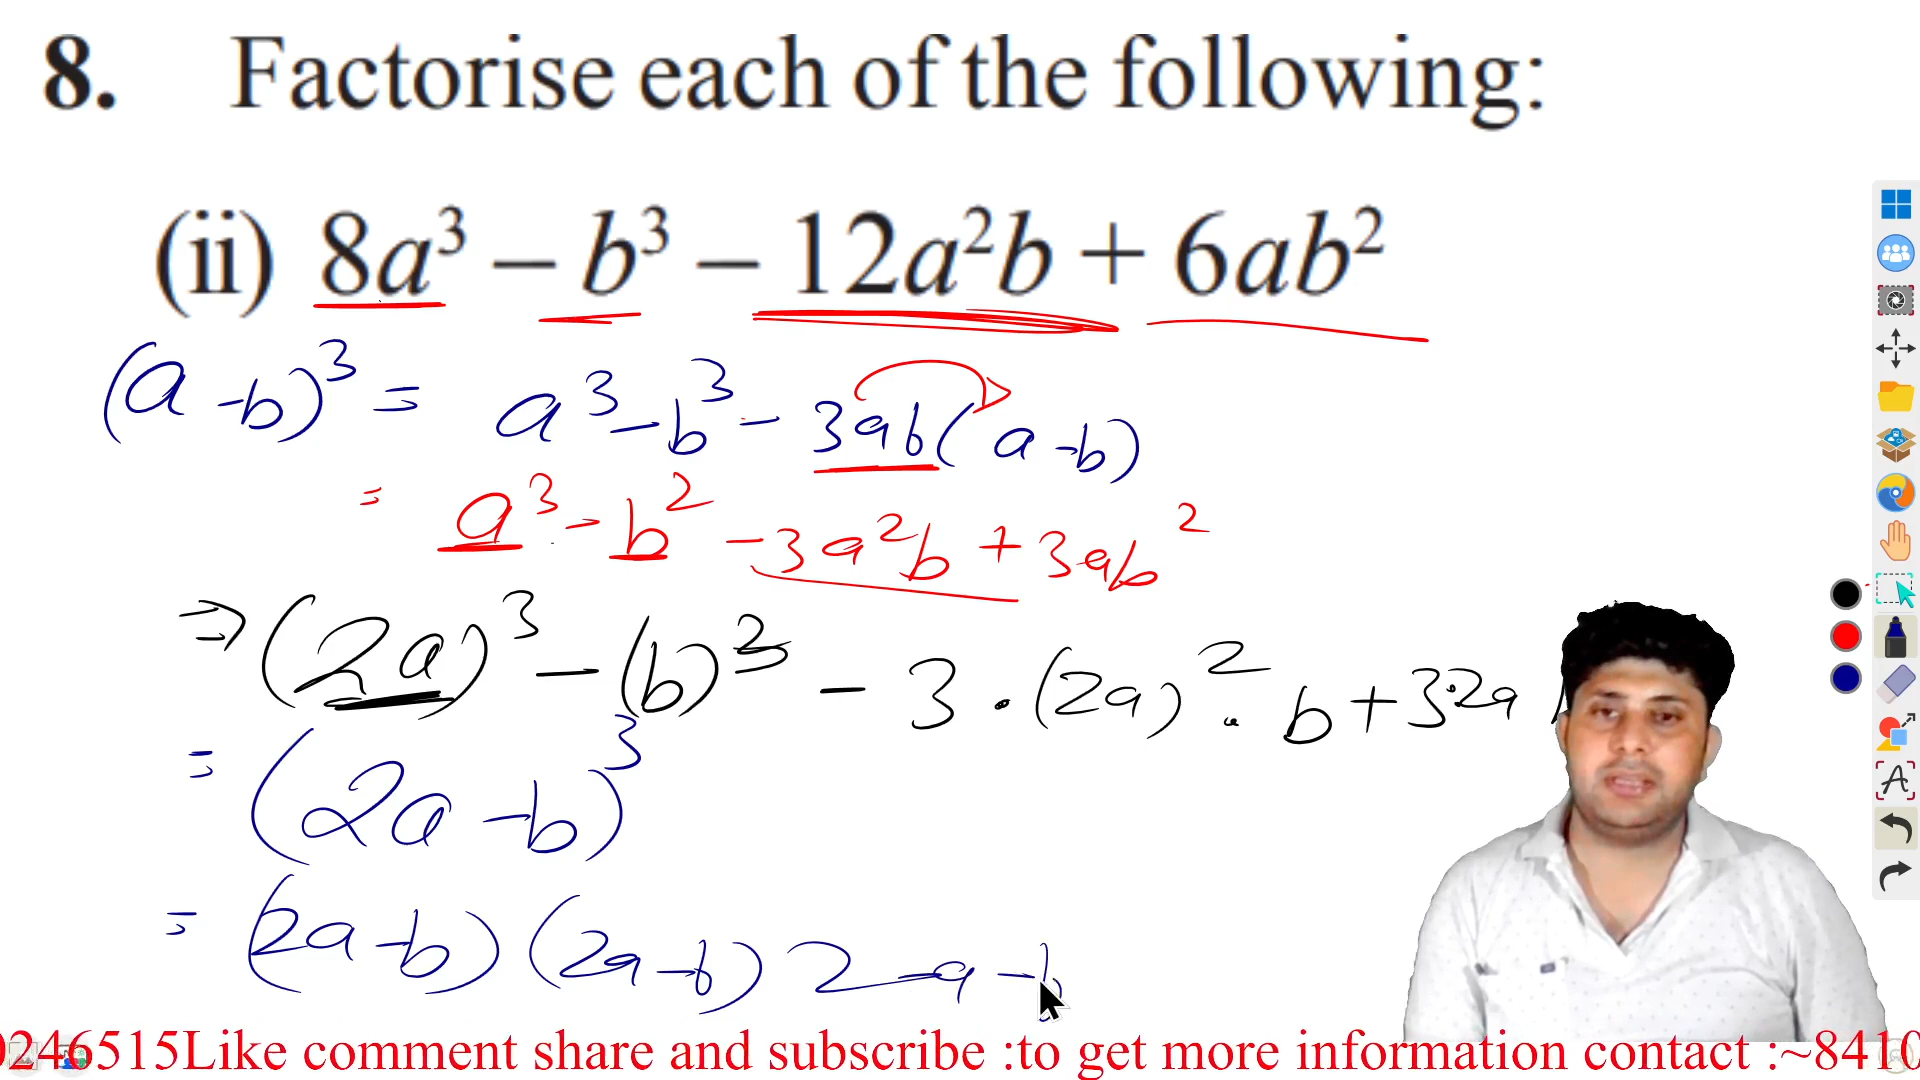 8. Factorise each of the following:
(ii) 8a³ – b³ – 12a²b + 6ab²
(a - b)³ = a³ - b³ - 3ab(a - b)
= a³ - b² - 3a²b + 3ab²
⇒ (2a)³ - (b)³ - 3 · (2a)² · b + 3·2a
= (2a - b)³
= (2a - b) (2a - b) 2a - b
0246515Like comment share and subscribe :to get more information contact :~8410